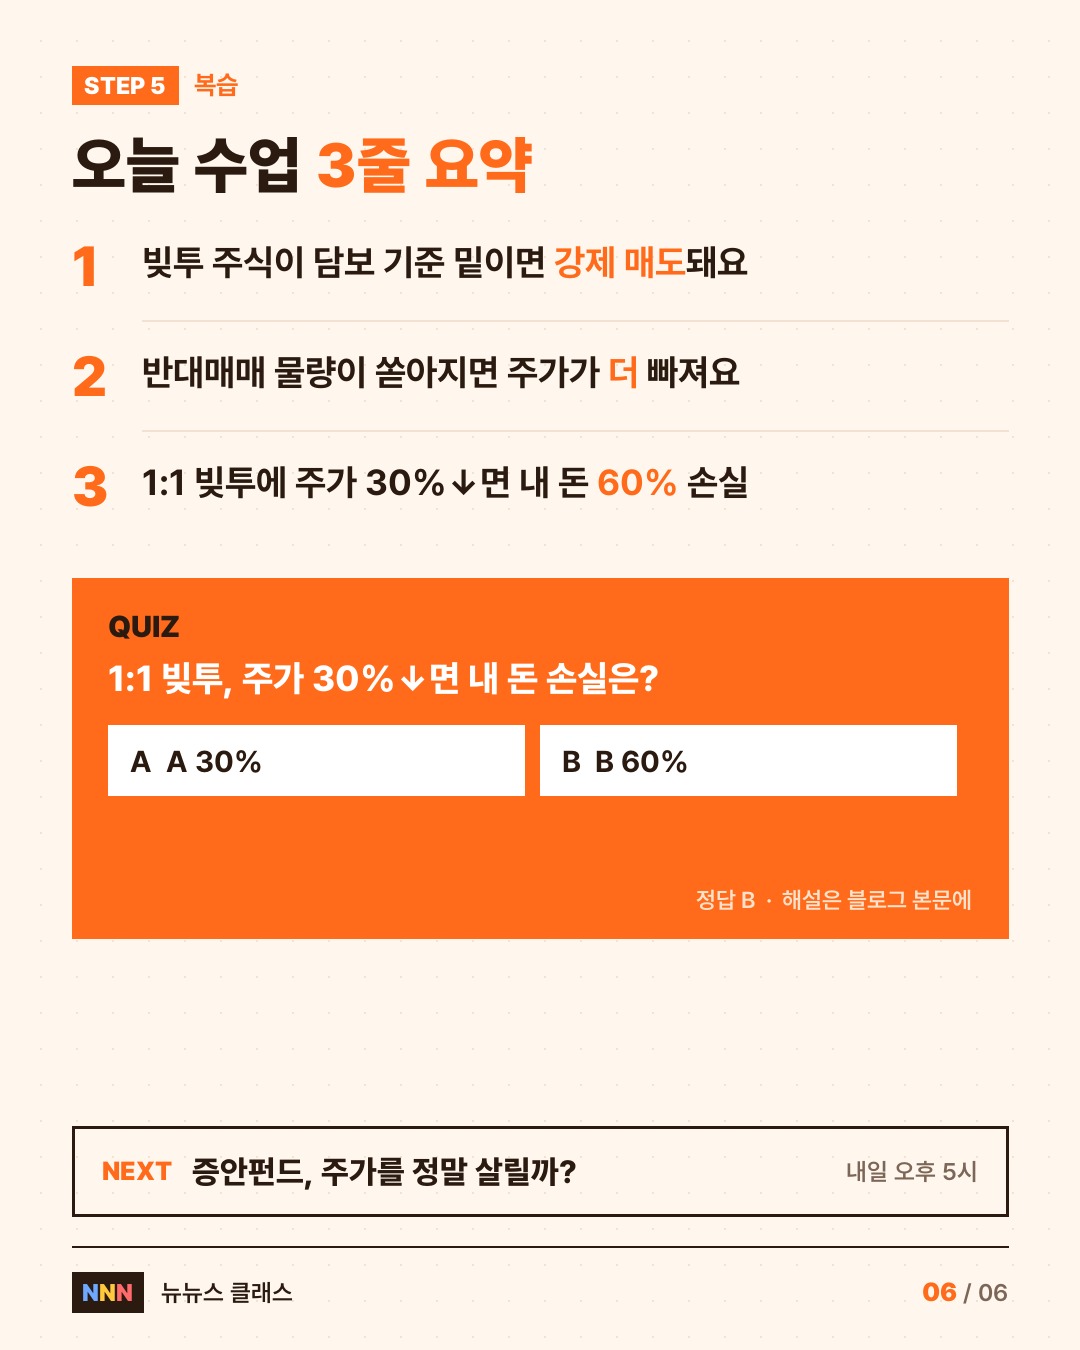 STEP 5 복습
오늘 수업 3줄 요약
1 빚투 주식이 담보 기준 밑이면 강제 매도돼요
2 반대매매 물량이 쏟아지면 주가가 더 빠져요
3 1:1 빚투에 주가 30%↓면 내 돈 60% 손실
QUIZ
1:1 빚투, 주가 30%↓면 내 돈 손실은?
A A 30% B B 60%
정답 B · 해설은 블로그 본문에
NEXT 증안펀드, 주가를 정말 살릴까? 내일 오후 5시
NNN 뉴뉴스 클래스 06 / 06